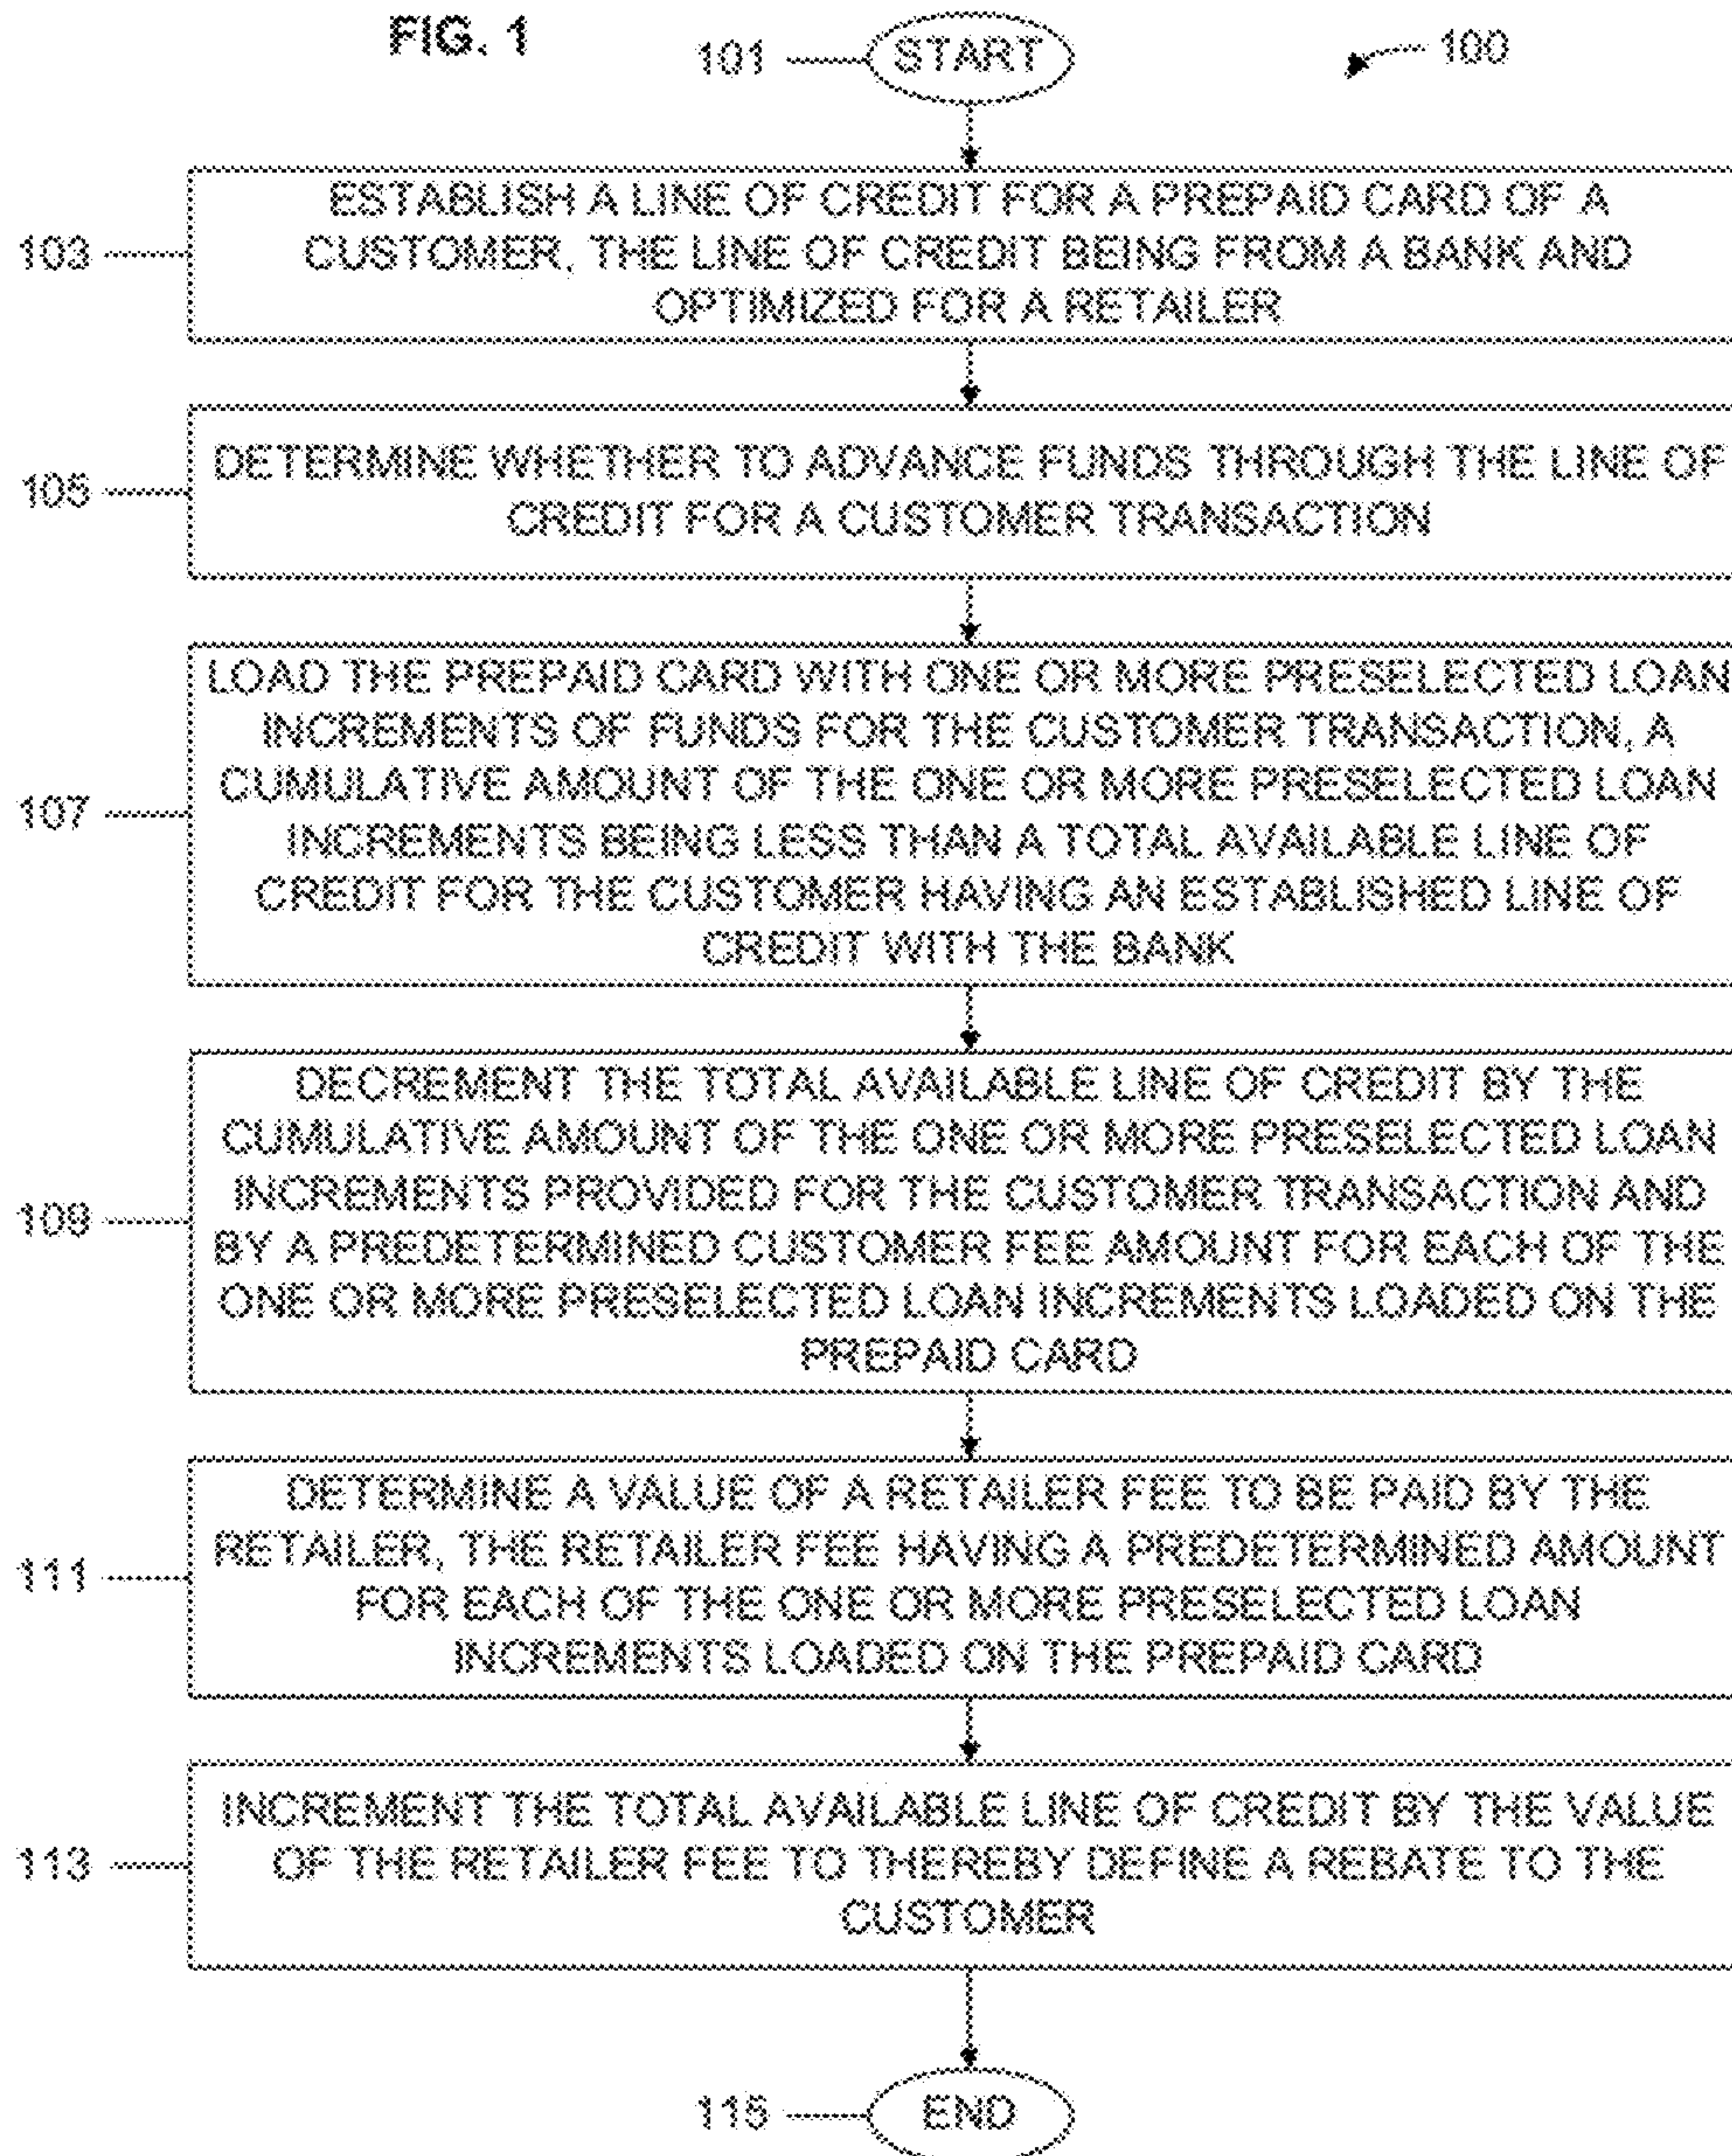 FIG. 1
101
START
100
103
ESTABLISH A LINE OF CREDIT FOR A PREPAID CARD OF A
CUSTOMER, THE LINE OF CREDIT BEING FROM A BANK AND
OPTIMIZED FOR A RETAILER
105
DETERMINE WHETHER TO ADVANCE FUNDS THROUGH THE LINE OF
CREDIT FOR A CUSTOMER TRANSACTION
107
LOAD THE PREPAID CARD WITH ONE OR MORE PRESELECTED LOAN
INCREMENTS OF FUNDS FOR THE CUSTOMER TRANSACTION, A
CUMULATIVE AMOUNT OF THE ONE OR MORE PRESELECTED LOAN
INCREMENTS BEING LESS THAN A TOTAL AVAILABLE LINE OF
CREDIT FOR THE CUSTOMER HAVING AN ESTABLISHED LINE OF
CREDIT WITH THE BANK
109
DECREMENT THE TOTAL AVAILABLE LINE OF CREDIT BY THE
CUMULATIVE AMOUNT OF THE ONE OR MORE PRESELECTED LOAN
INCREMENTS PROVIDED FOR THE CUSTOMER TRANSACTION AND
BY A PREDETERMINED CUSTOMER FEE AMOUNT FOR EACH OF THE
ONE OR MORE PRESELECTED LOAN INCREMENTS LOADED ON THE
PREPAID CARD
111
DETERMINE A VALUE OF A RETAILER FEE TO BE PAID BY THE
RETAILER, THE RETAILER FEE HAVING A PREDETERMINED AMOUNT
FOR EACH OF THE ONE OR MORE PRESELECTED LOAN
INCREMENTS LOADED ON THE PREPAID CARD
113
INCREMENT THE TOTAL AVAILABLE LINE OF CREDIT BY THE VALUE
OF THE RETAILER FEE TO THEREBY DEFINE A REBATE TO THE
CUSTOMER
115
END